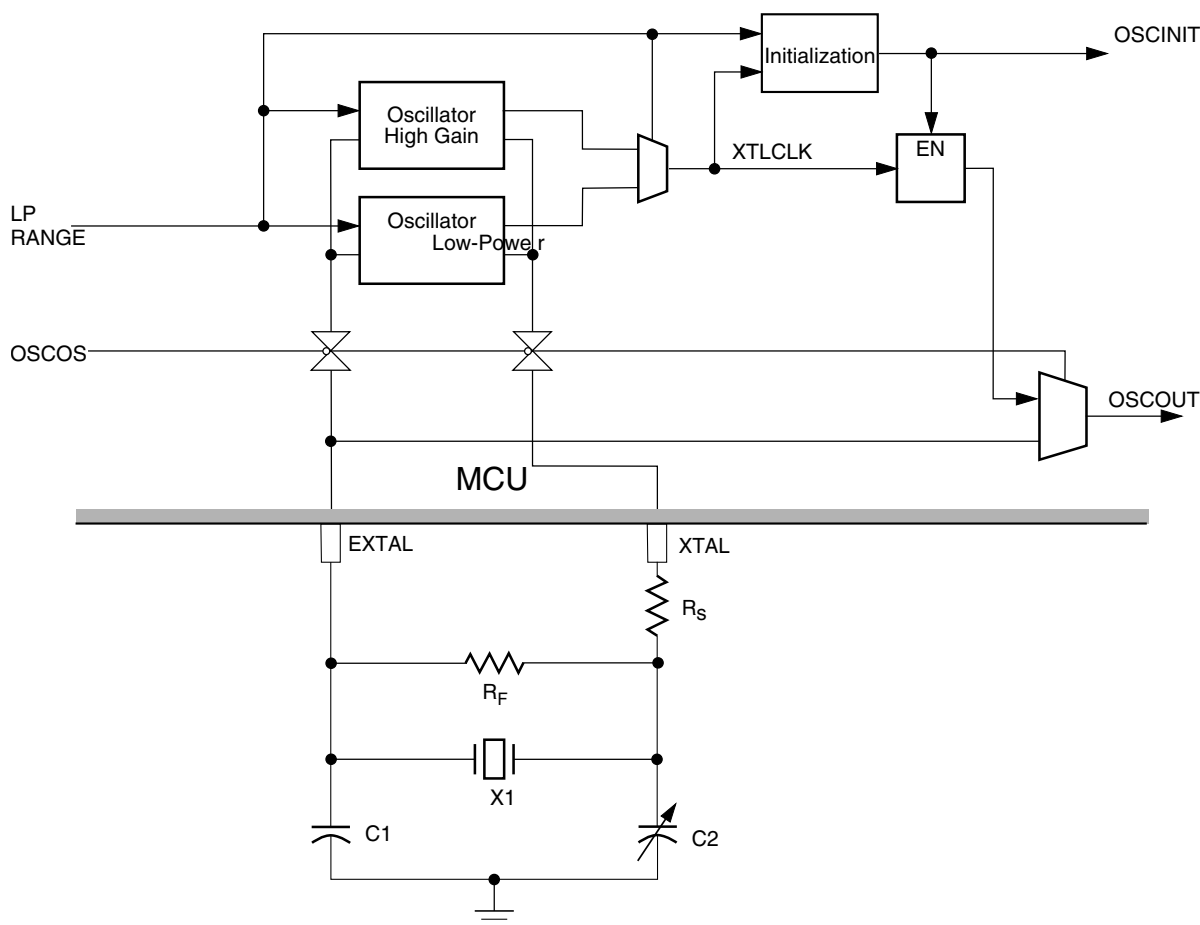 OSCINIT
Initialization
Oscillator
High Gain
XTLCLK
EN
LP
RANGE
Oscillator
Low-Powe r
OSCOS
OSCOUT
MCU
EXTAL
XTAL
RS
RF
X1
C1
C2